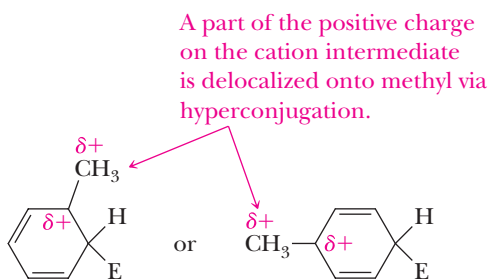 A part of the positive charge
on the cation intermediate
is delocalized onto methyl via
hyperconjugation.
δ+
CH₃
δ+
H
E
or
δ+
CH₃
δ+
H
E